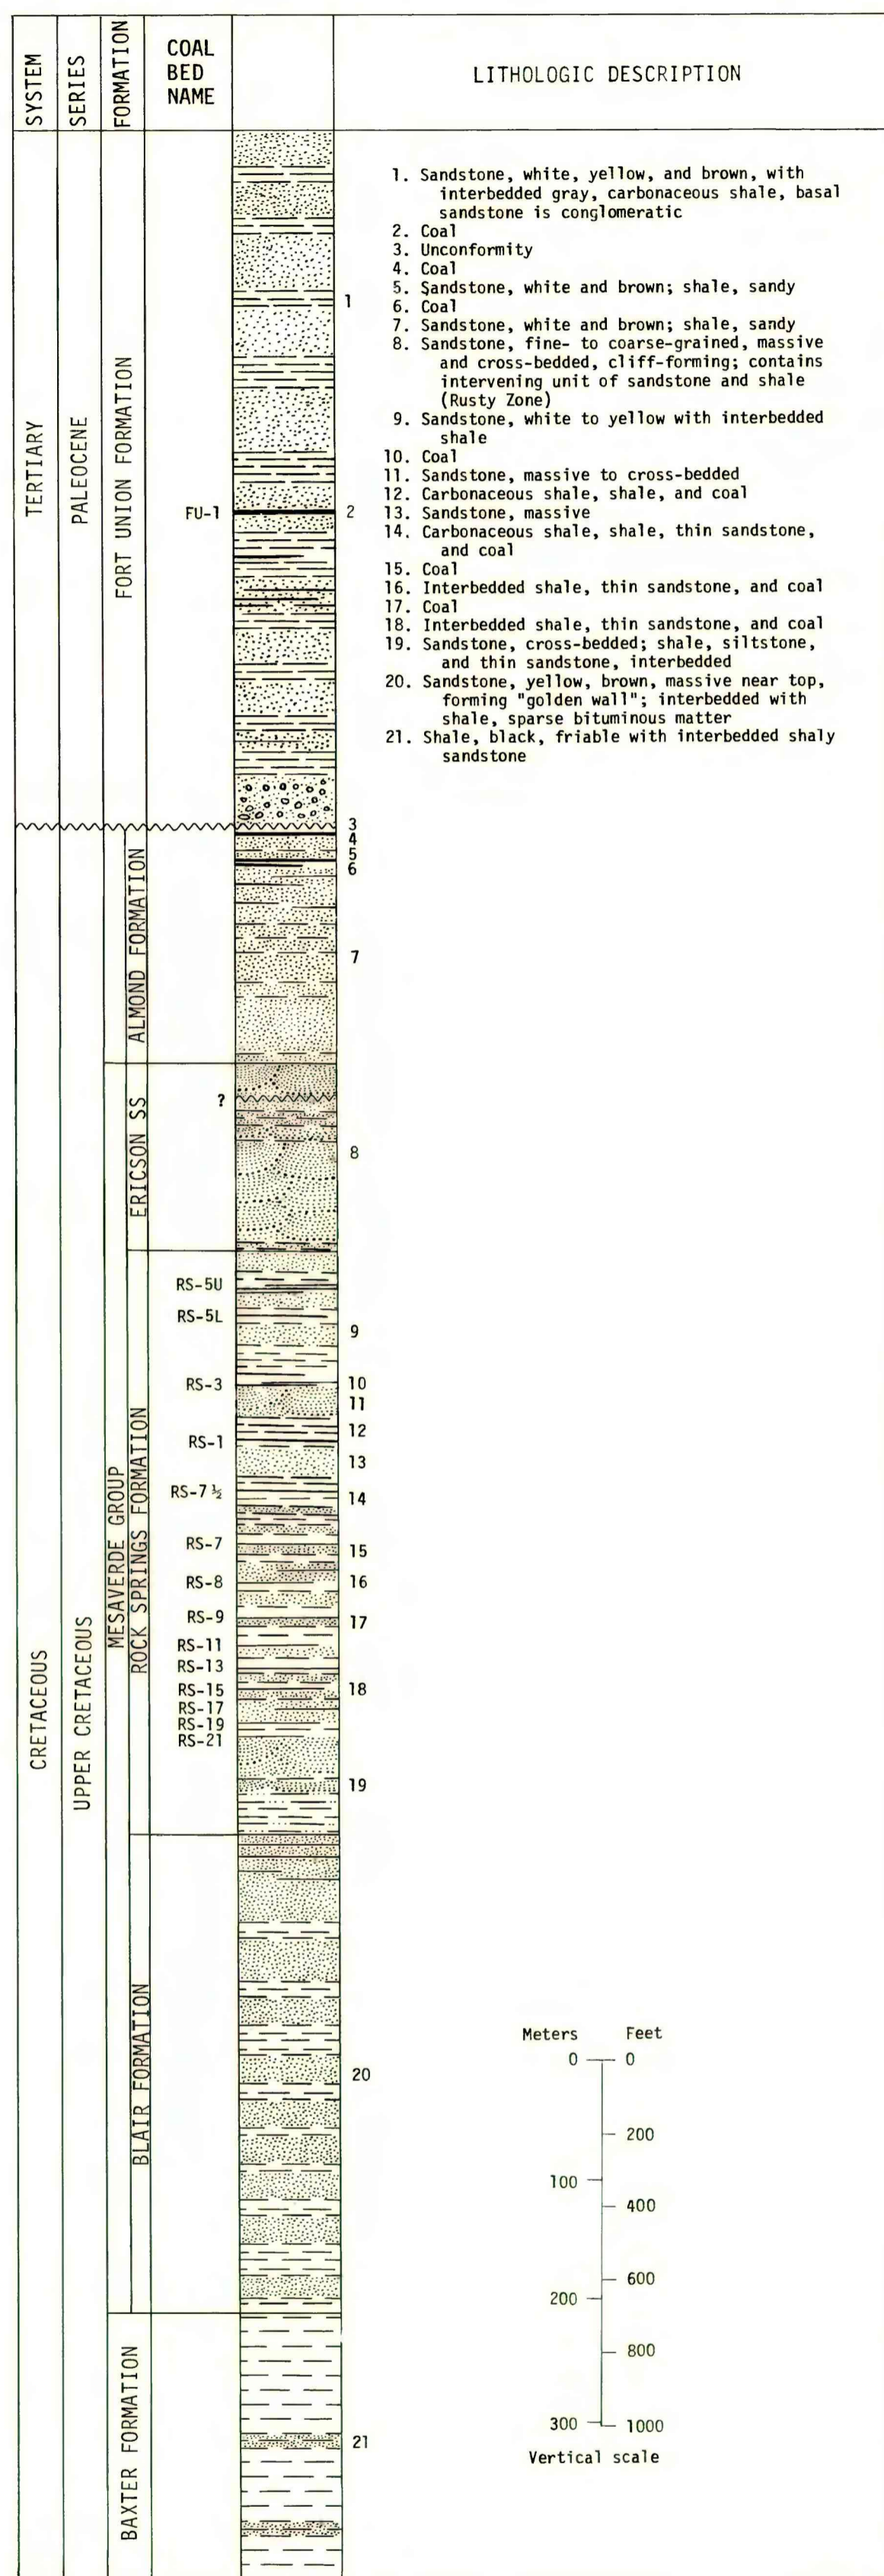 SYSTEM
SERIES
FORMATION
COAL
BED
NAME
LITHOLOGIC DESCRIPTION
1. Sandstone, white, yellow, and brown, with
interbedded gray, carbonaceous shale, basal
sandstone is conglomeratic
2. Coal
3. Unconformity
4. Coal
5. Sandstone, white and brown; shale, sandy
6. Coal
7. Sandstone, white and brown; shale, sandy
8. Sandstone, fine- to coarse-grained, massive
and cross-bedded, cliff-forming; contains
intervening unit of sandstone and shale
(Rusty Zone)
9. Sandstone, white to yellow with interbedded
shale
10. Coal
11. Sandstone, massive to cross-bedded
12. Carbonaceous shale, shale, and coal
13. Sandstone, massive
14. Carbonaceous shale, shale, thin sandstone,
and coal
15. Coal
16. Interbedded shale, thin sandstone, and coal
17. Coal
18. Interbedded shale, thin sandstone, and coal
19. Sandstone, cross-bedded; shale, siltstone,
and thin sandstone, interbedded
20. Sandstone, yellow, brown, massive near top,
forming "golden wall"; interbedded with
shale, sparse bituminous matter
21. Shale, black, friable with interbedded shaly
sandstone
TERTIARY
PALEOCENE
FORT UNION FORMATION
1
FU-1
2
3
4
5
6
CRETACEOUS
UPPER CRETACEOUS
MESAVERDE GROUP
ALMOND FORMATION
7
ERICSON SS
?
8
ROCK SPRINGS FORMATION
RS-5U
RS-5L
9
RS-3
10
11
12
RS-1
13
RS-7 ½
14
RS-7
15
RS-8
16
RS-9
17
RS-11
RS-13
RS-15
18
RS-17
RS-19
RS-21
19
BLAIR FORMATION
20
BAXTER FORMATION
21
Meters Feet
0 0
200
100
400
600
200
800
300 1000
Vertical scale